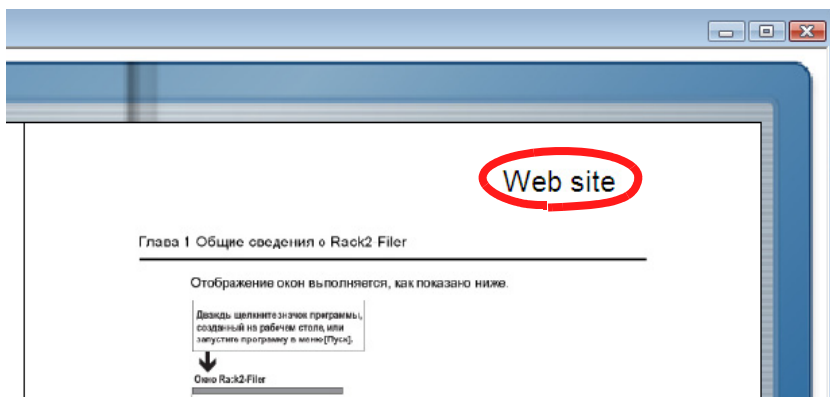 Web site
Глава 1 Общие сведения о Rack2 Filer
Отображение окон выполняется, как показано ниже.
Дважды щелкните значок программы,
созданный на рабочем столе, или
запустите программу в меню [Пуск].
Окно Rack2-Filer